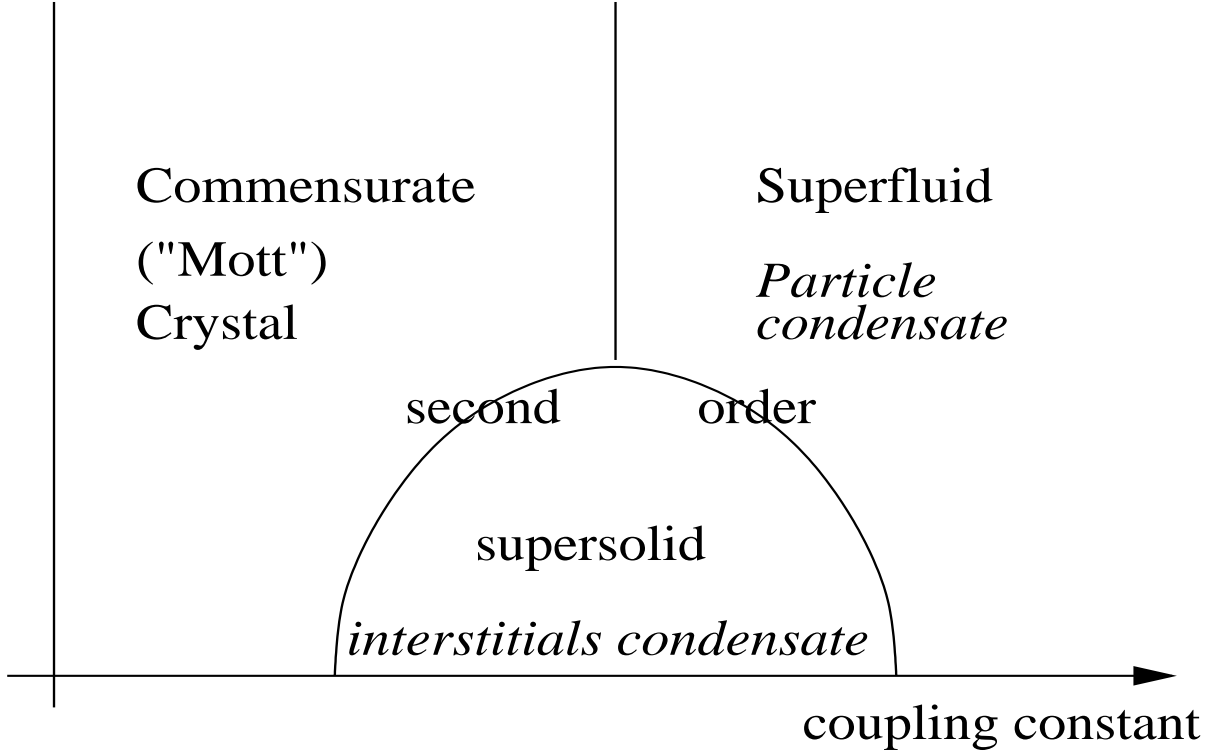 Commensurate
("Mott")
Crystal
Superfluid
Particle
condensate
second order
supersolid
interstitials condensate
coupling constant